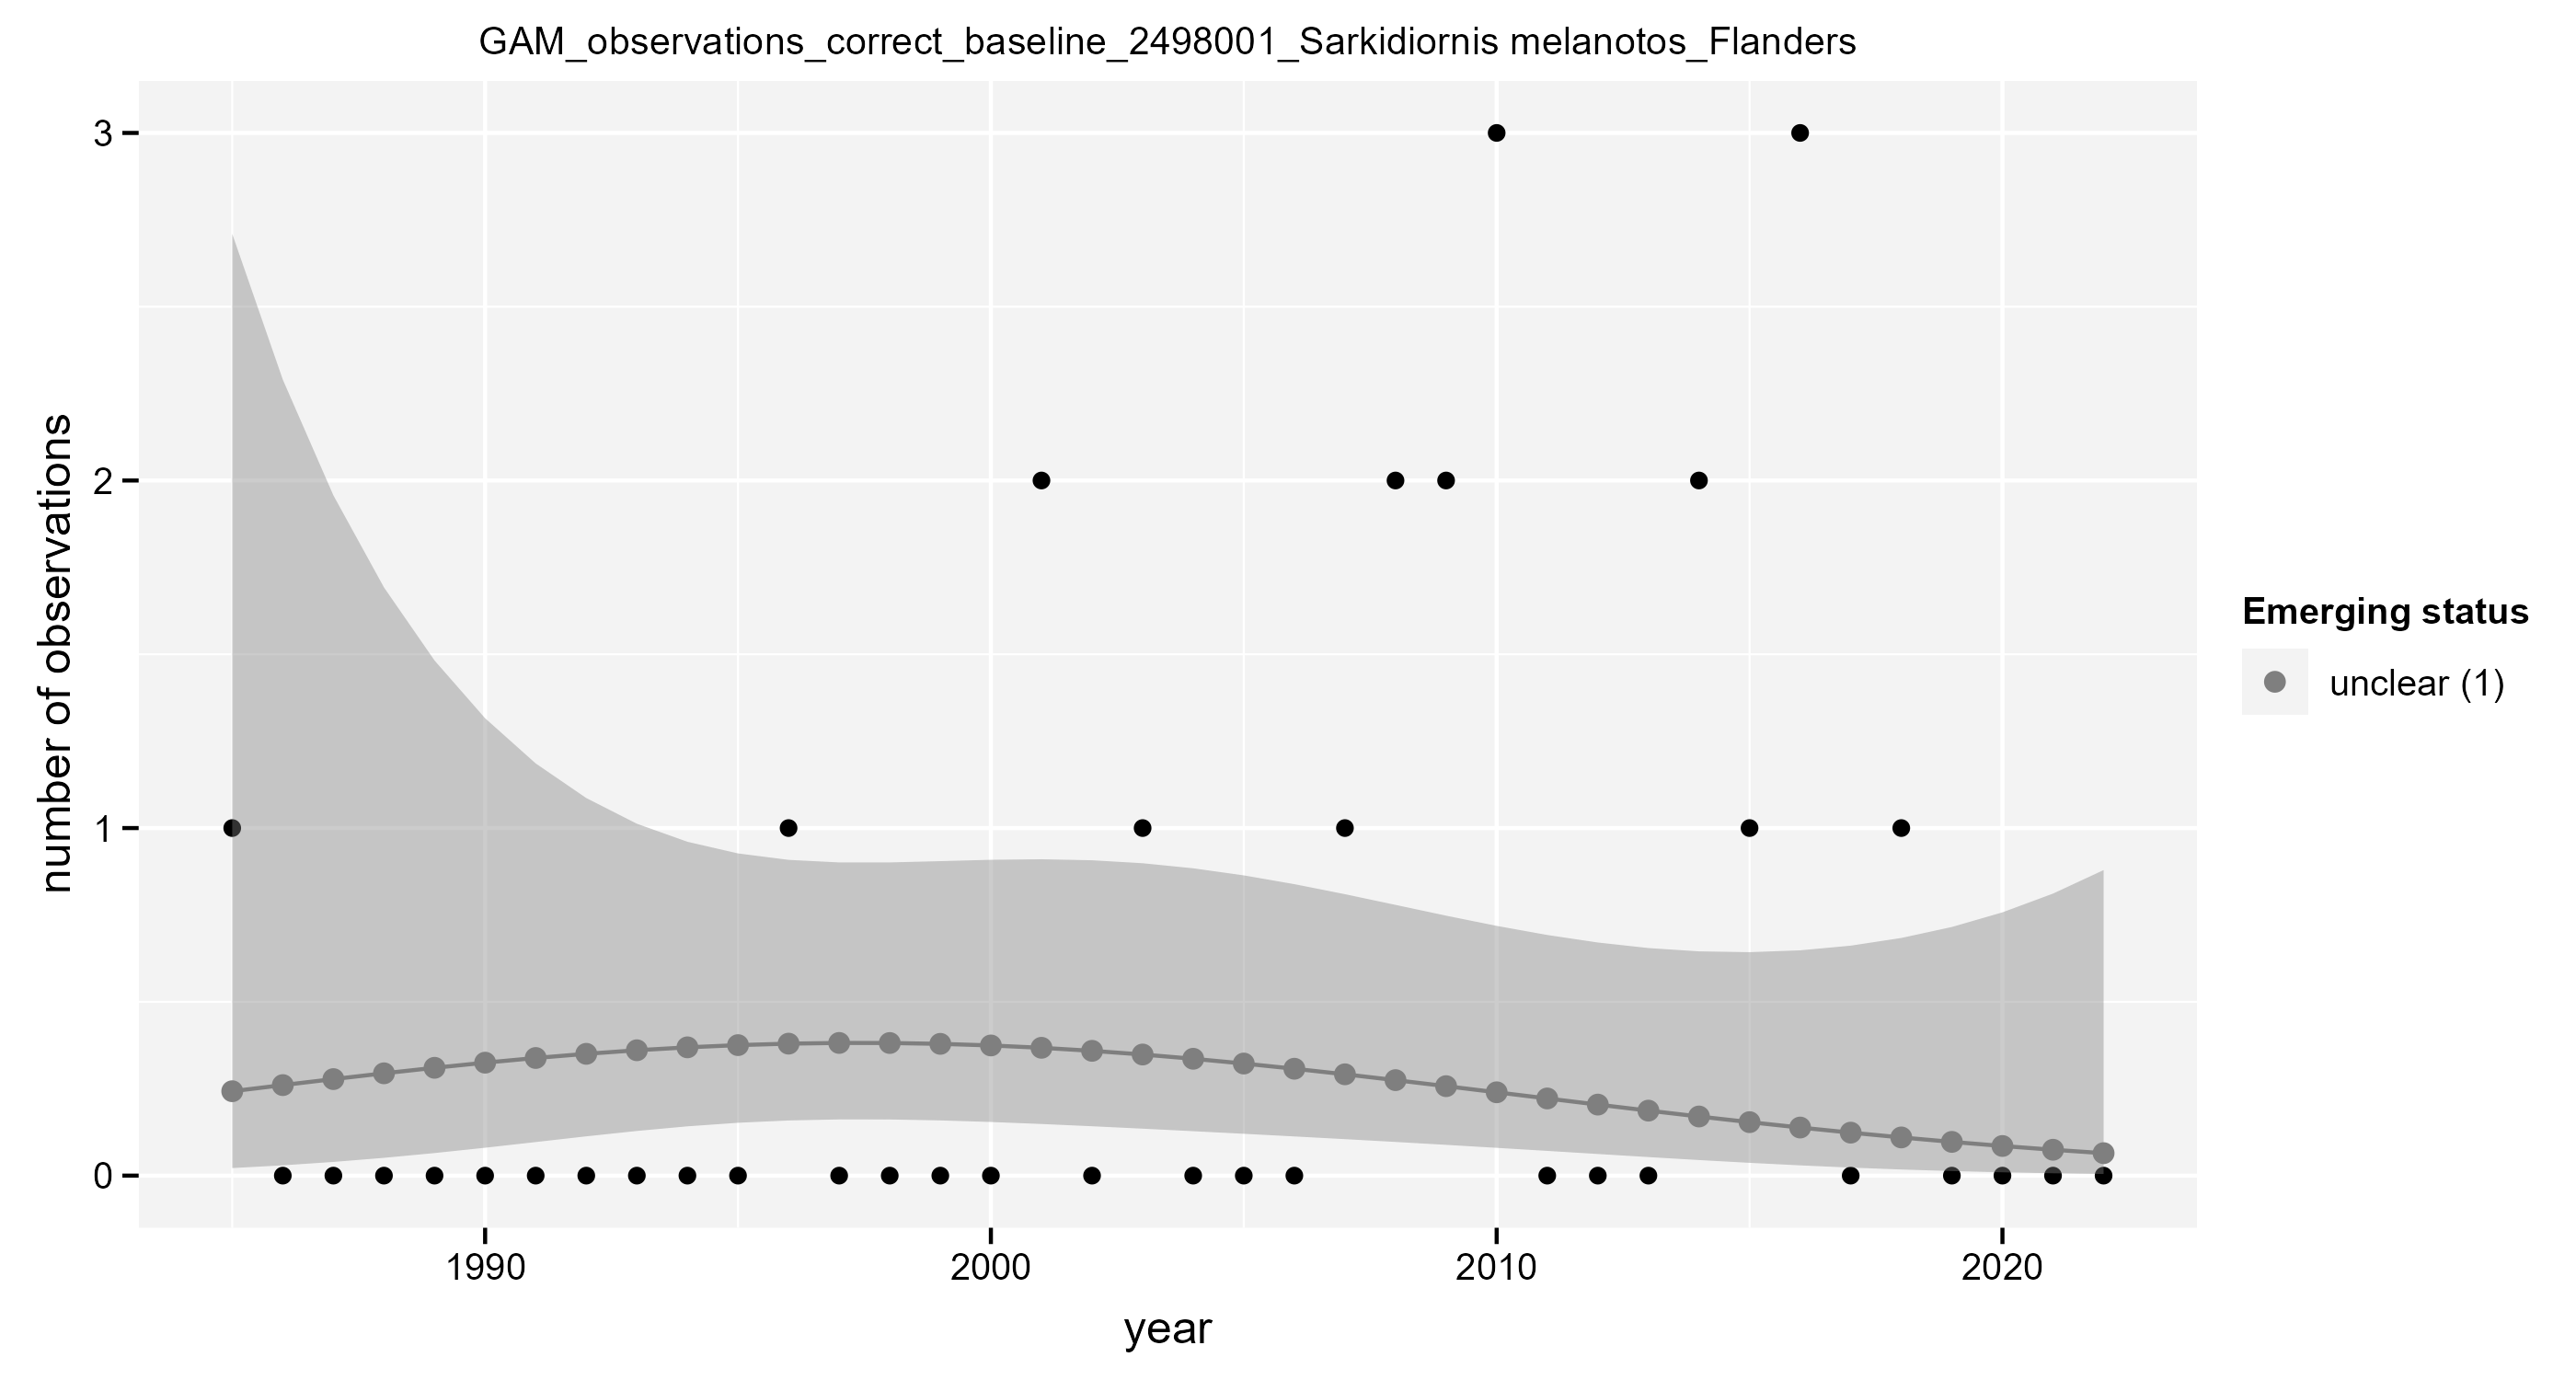 GAM_observations_correct_baseline_2498001_Sarkidiornis melanotos_Flanders
number of observations
3
2
1
0
1990 2000 2010 2020
year
Emerging status
unclear (1)